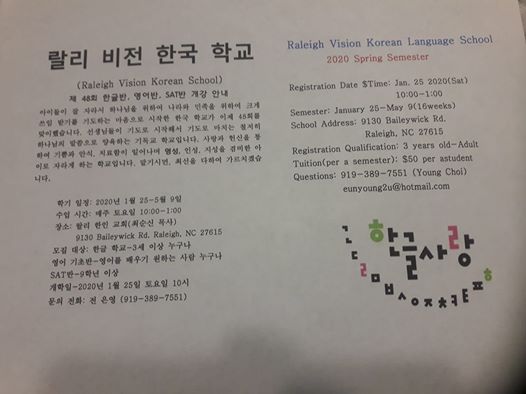 랄리 비전 한국 학교
(Raleigh Vision Korean School)
제 48회 한글반, 영어반, SAT반 개강 안내
아이들이 잘 자라서 하나님을 위하여 나라와 민족을 위하여 크게
쓰임 받기를 기도하는 마음으로 시작한 한국 학교가 이제 48회를
맞이했습니다. 선생님들이 기도로 시작해서 기도로 마치는 철저히
하나님의 말씀으로 양육하는 기독교 학교입니다. 사랑과 헌신을 통
하여 기쁨과 안식, 치료함이 일어나며 영성, 인성, 지성을 겸비한 아
이로 자라게 하는 학교입니다. 맡기시면, 최선을 다하여 가르치겠습
니다.
학기 일정: 2020년 1월 25-5월 9일
수업 시간: 매주 토요일 10:00-1:00
장소: 랄리 한인 교회(최순신 목사)
9130 Baileywick Rd. Raleigh, NC 27615
모집 대상: 한글 학교-3세 이상 누구나
영어 기초반-영어를 배우기 원하는 사람 누구나
SAT반-9학년 이상
개학일-2020년 1월 25일 토요일 10시
문의 전화: 전 은영 (919-389-7551)
Raleigh Vision Korean Language School
2020 Spring Semester
Registration Date $Time: Jan, 25 2020(Sat)
10:00-1:00
Semester: January 25-May 9(16weeks)
School Address: 9130 Baileywick Rd.
Raleigh, NC 27615
Registration Qualification: 3 years old-Adult
Tuition(per a semester): $50 per astudent
Questions: 919-389-7551 (Young Choi)
eunyoung2u@hotmail.com
한글사랑
ㄱㄴㄷㄹㅁㅂㅅㅇㅈㅊㅋㅌㅍㅎ